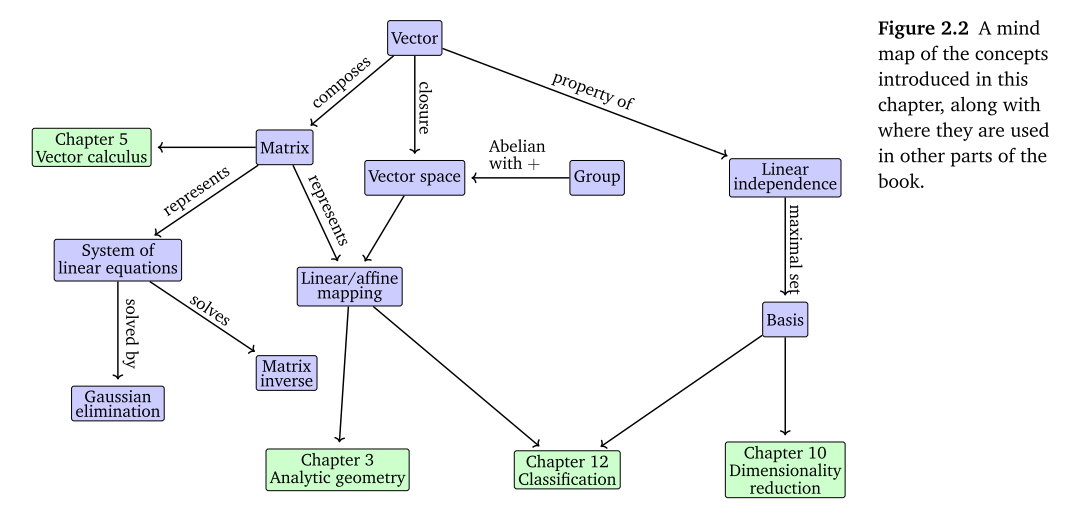 Vector
composes
closure
property of
Chapter 5
Vector calculus
Matrix
Abelian
with +
Vector space
Group
Linear
independence
represents
represents
maximal set
System of
linear equations
Linear/affine
mapping
solved by
solves
Basis
Matrix
inverse
Gaussian
elimination
Chapter 3
Analytic geometry
Chapter 12
Classification
Chapter 10
Dimensionality
reduction
Figure 2.2 A mind
map of the concepts
introduced in this
chapter, along with
where they are used
in other parts of the
book.